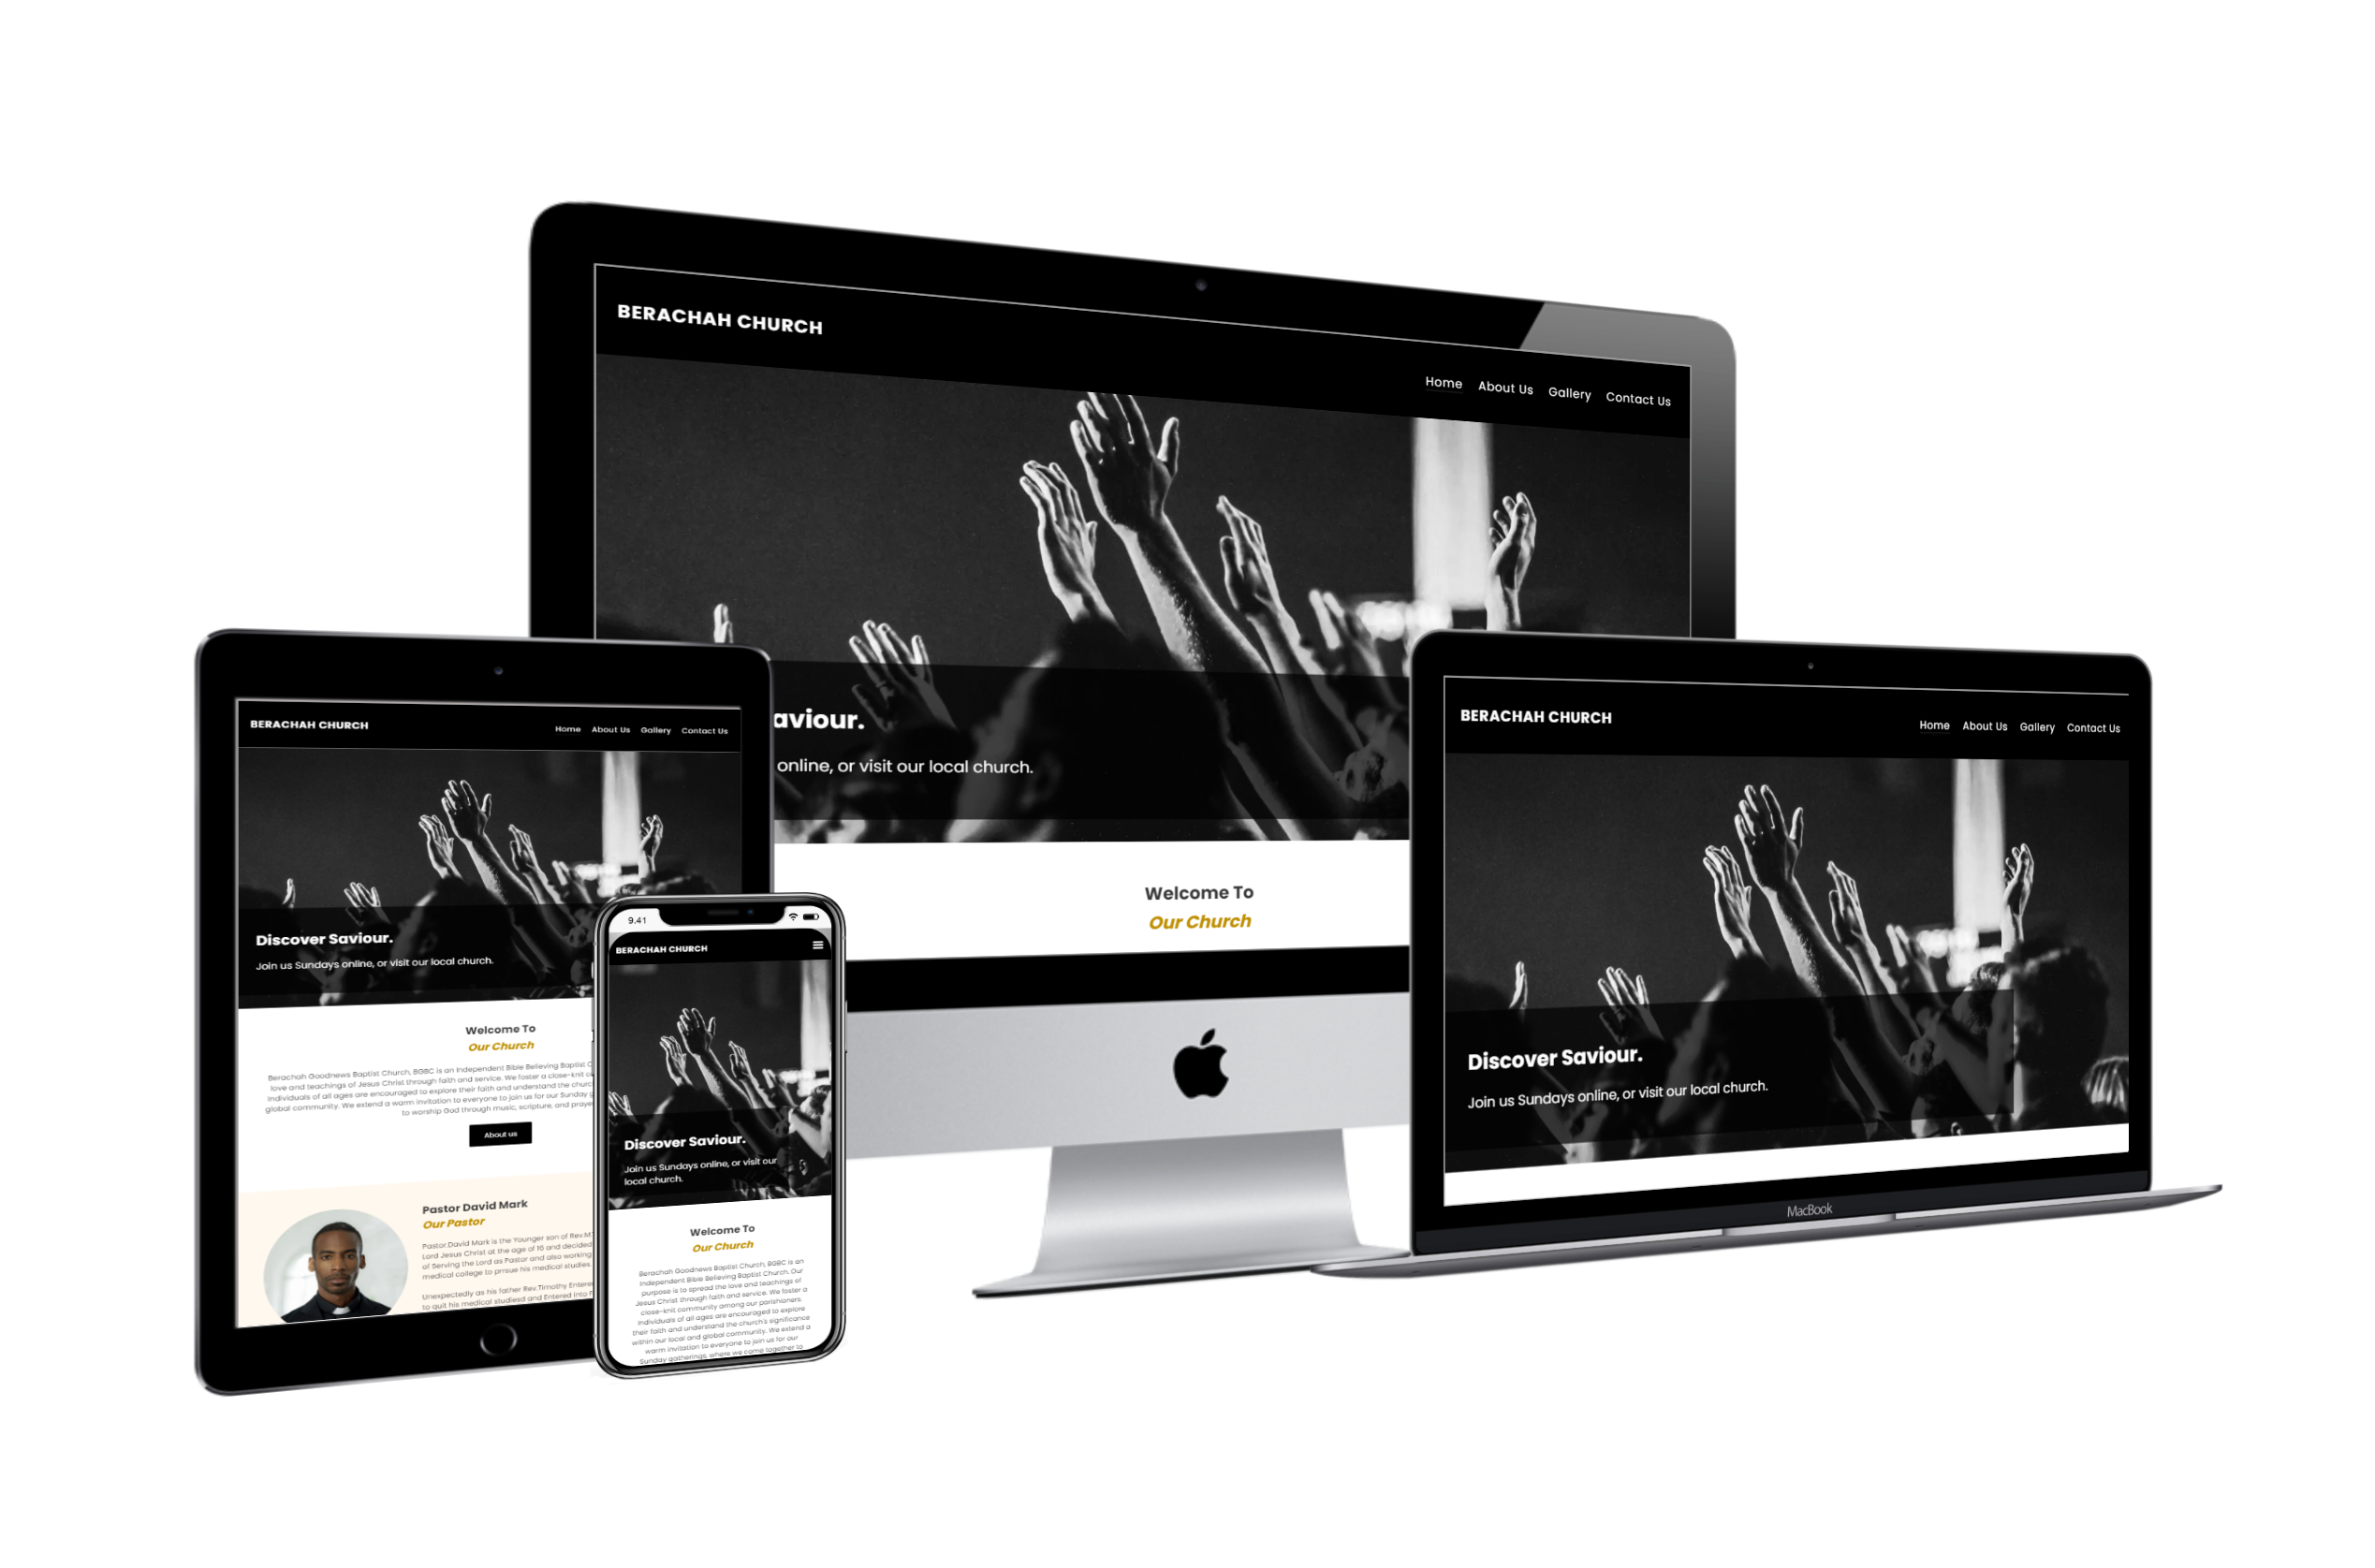 BERACHAH CHURCH
Home About Us Gallery Contact Us
aviour.
online, or visit our local church.
Welcome To
Our Church
BERACHAH CHURCH
Home About Us Gallery Contact Us
Discover Saviour.
Join us Sundays online, or visit our local church.
Welcome To
Our Church
Berachah Goodnews Baptist Church, BGBC is an Independent Bible Believing Baptist C
love and teachings of Jesus Christ through faith and service. We foster a close-knit c
Individuals of all ages are encouraged to explore their faith and understand the churc
global community. We extend a warm invitation to everyone to join us for our Sunday g
to worship God through music, scripture, and praye
About us
Pastor David Mark
Our Pastor
Pastor.David Mark is the Younger son of Rev.M.
Lord Jesus Christ at the age of 16 and decided
of Serving the Lord as Pastor and also working
medical college to prrsue his medical studies.
Unexpectedly as his father Rev.Timothy Entere
to quit his medical studiesd and Entered Into F
9.41
BERACHAH CHURCH
Discover Saviour.
Join us Sundays online, or visit our
local church.
Welcome To
Our Church
Berachah Goodnews Baptist Church, BGBC is an
Independent Bible Believing Baptist Church, Our
purpose is to spread the love and teachings of
Jesus Christ through faith and service. We foster a
close-knit community among our parishioners.
Individuals of all ages are encouraged to explore
their faith and understand the church's significance
within our local and global community. We extend a
warm invitation to everyone to join us for our
Sunday gatherings, where we come together to
BERACHAH CHURCH
Home About Us Gallery Contact Us
Discover Saviour.
Join us Sundays online, or visit our local church.
MacBook